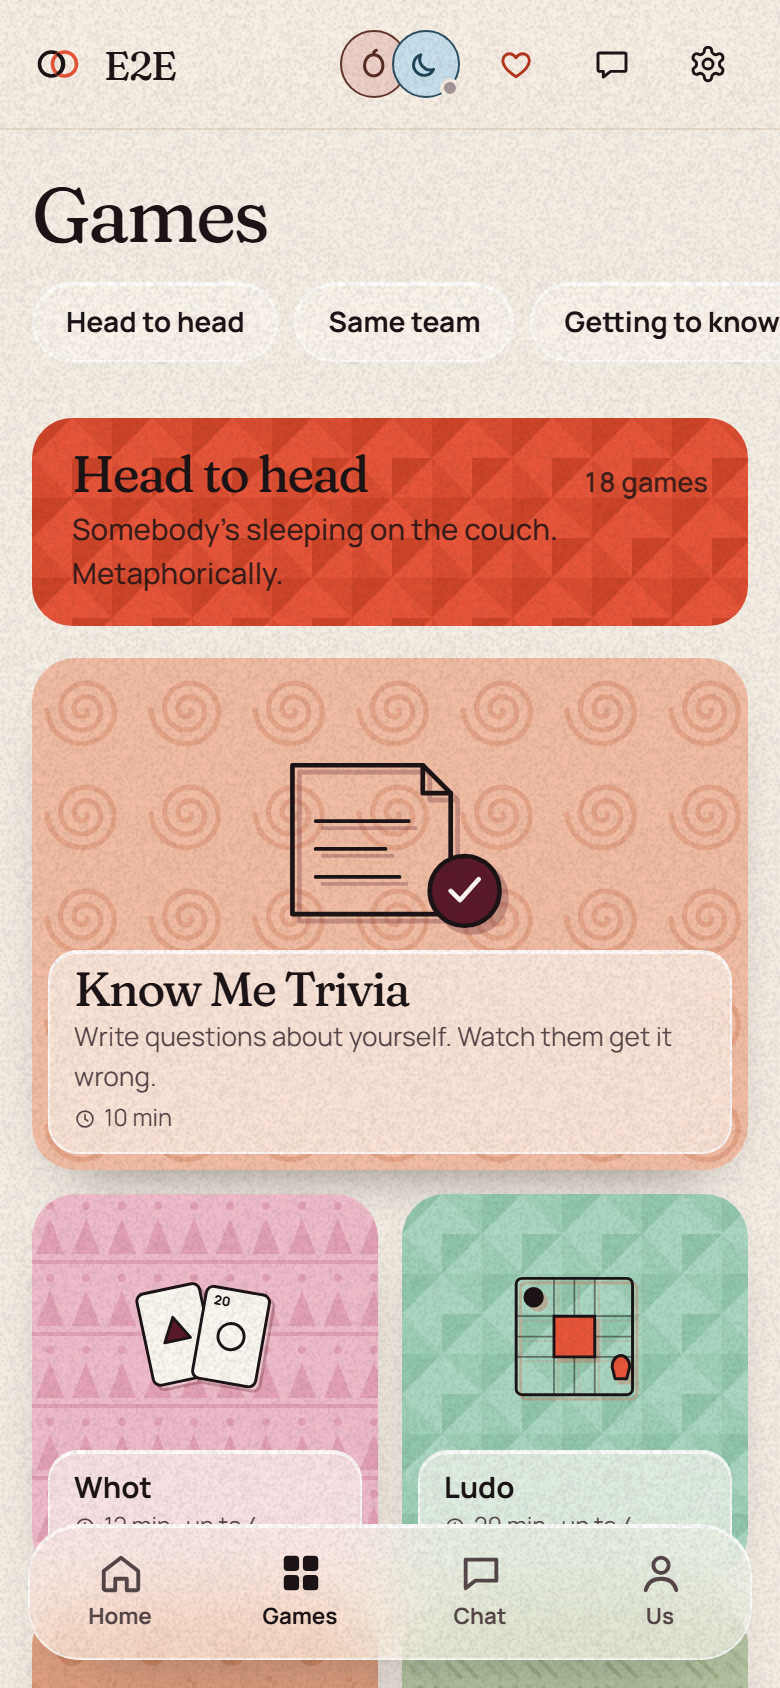 E2E
Games
Head to head
Same team
Getting to know
Head to head
18 games
Somebody's sleeping on the couch.
Metaphorically.
Know Me Trivia
Write questions about yourself. Watch them get it
wrong.
10 min
20
Whot
Ludo
Home
Games
Chat
Us